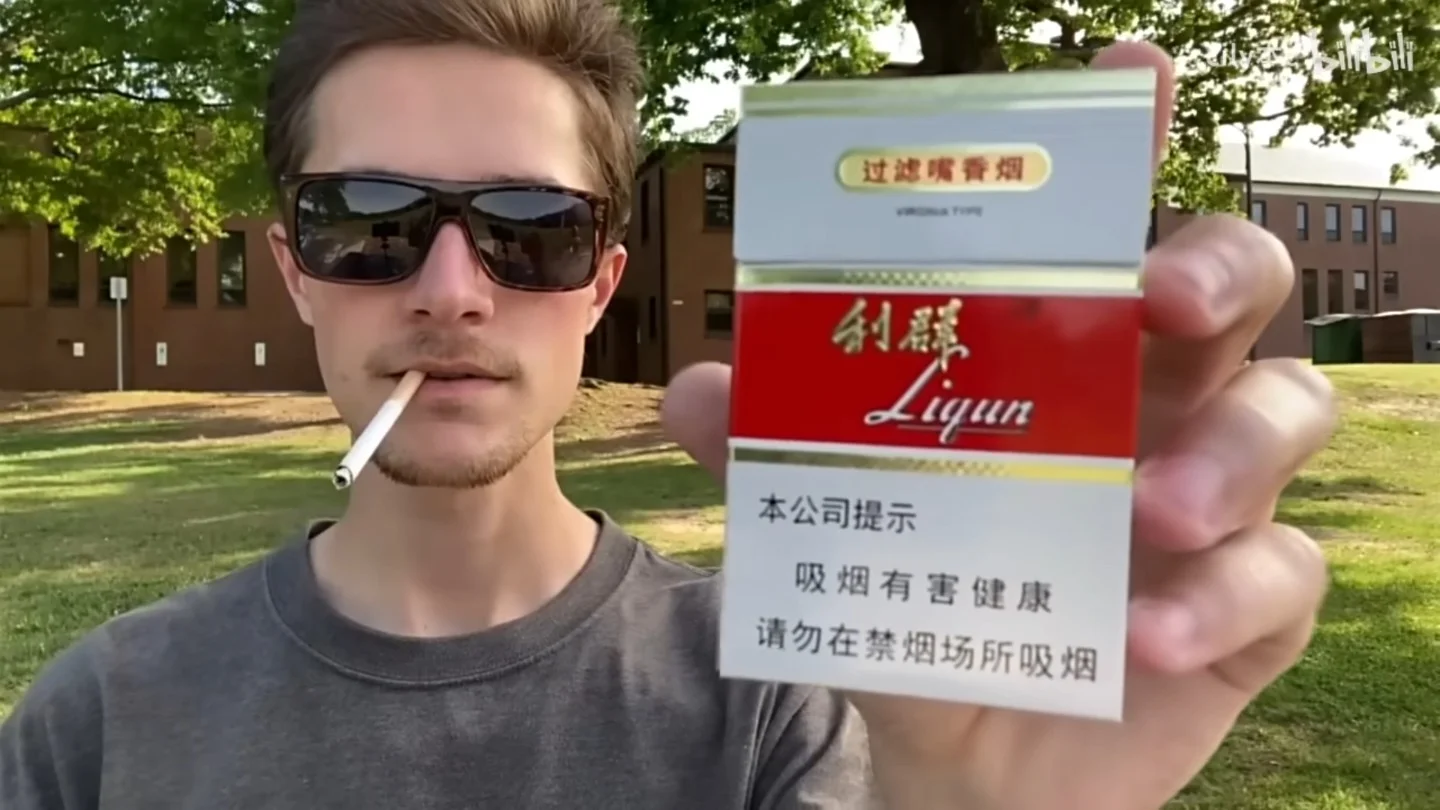 bilibili
过滤嘴香烟
VIRGINIA TYPE
利群
Liqun
本公司提示
吸烟有害健康
请勿在禁烟场所吸烟